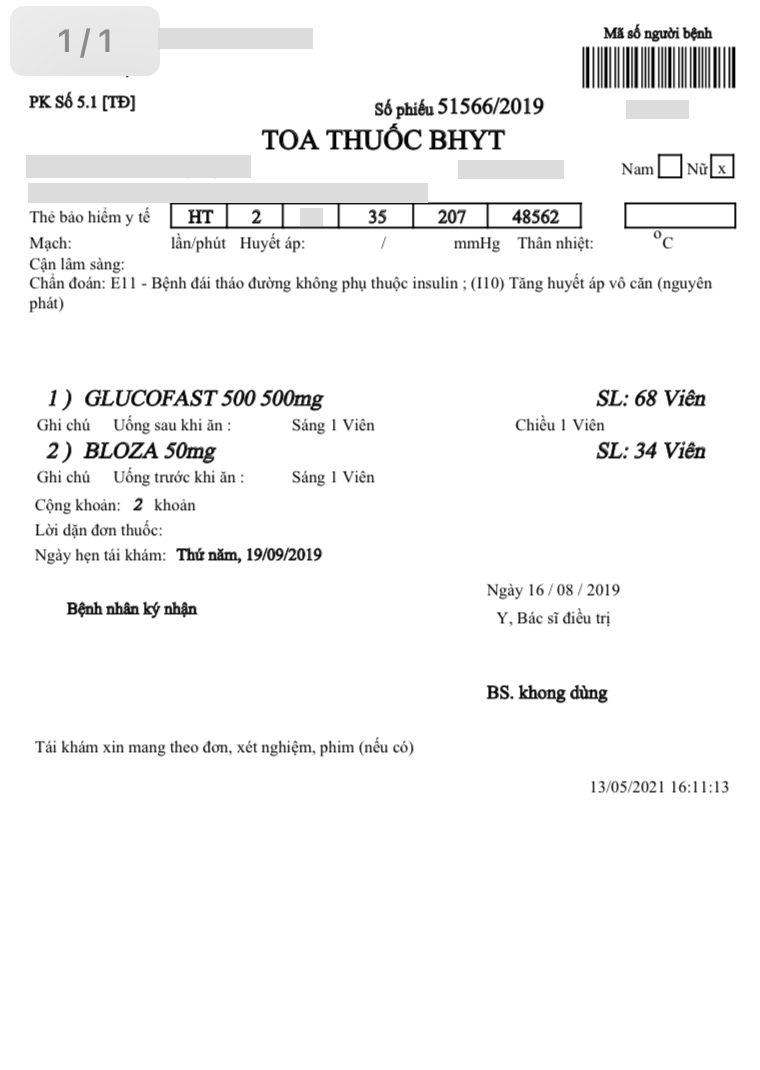 1/1
Mã số người bệnh
PK Số 5.1 [TĐ]
Số phiếu 51566/2019
TOA THUỐC BHYT
Nam Nữ x
Thẻ bảo hiểm y tế HT 2 35 207 48562
Mạch: lần/phút Huyết áp: / mmHg Thân nhiệt: °C
Cận lâm sàng:
Chẩn đoán: E11 - Bệnh đái tháo đường không phụ thuộc insulin ; (I10) Tăng huyết áp vô căn (nguyên
phát)
1 ) GLUCOFAST 500 500mg SL: 68 Viên
Ghi chú Uống sau khi ăn : Sáng 1 Viên Chiều 1 Viên
2 ) BLOZA 50mg SL: 34 Viên
Ghi chú Uống trước khi ăn : Sáng 1 Viên
Cộng khoản: 2 khoản
Lời dặn đơn thuốc:
Ngày hẹn tái khám: Thứ năm, 19/09/2019
Ngày 16 / 08 / 2019
Bệnh nhân ký nhận
Y, Bác sĩ điều trị
BS. khong dùng
Tái khám xin mang theo đơn, xét nghiệm, phim (nếu có)
13/05/2021 16:11:13